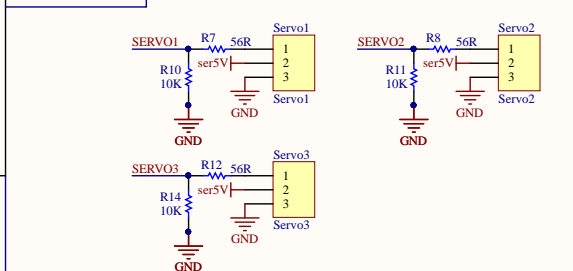 Servo1
SERVO1 R7 56R 1
ser5V 2
R10 10K 3
GND
GND
Servo1
Servo2
SERVO2 R8 56R 1
ser5V 2
R11 10K 3
GND
GND
Servo2
Servo3
SERVO3 R12 56R 1
ser5V 2
R14 10K 3
GND
GND
Servo3